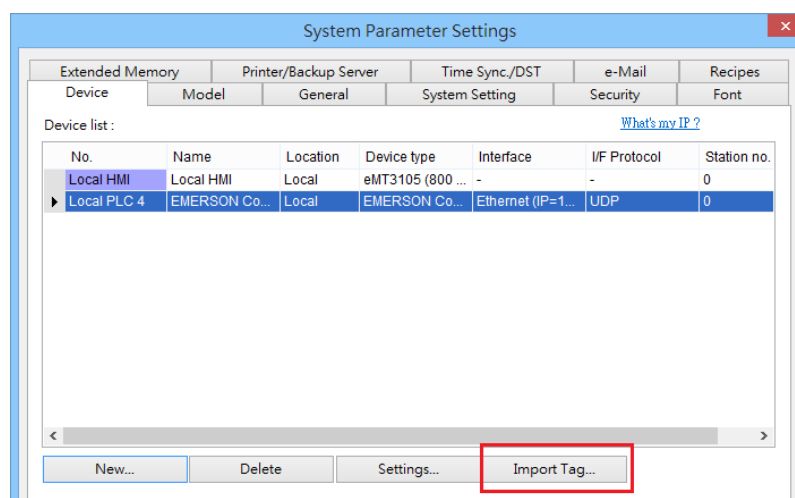 System Parameter Settings
Extended Memory Printer/Backup Server Time Sync./DST e-Mail Recipes
Device Model General System Setting Security Font
Device list : What's my IP ?
No. Name Location Device type Interface I/F Protocol Station no.
Local HMI Local HMI Local eMT3105 (800 ... - - 0
Local PLC 4 EMERSON Co... Local EMERSON Co... Ethernet (IP=1... UDP 0
New... Delete Settings... Import Tag...